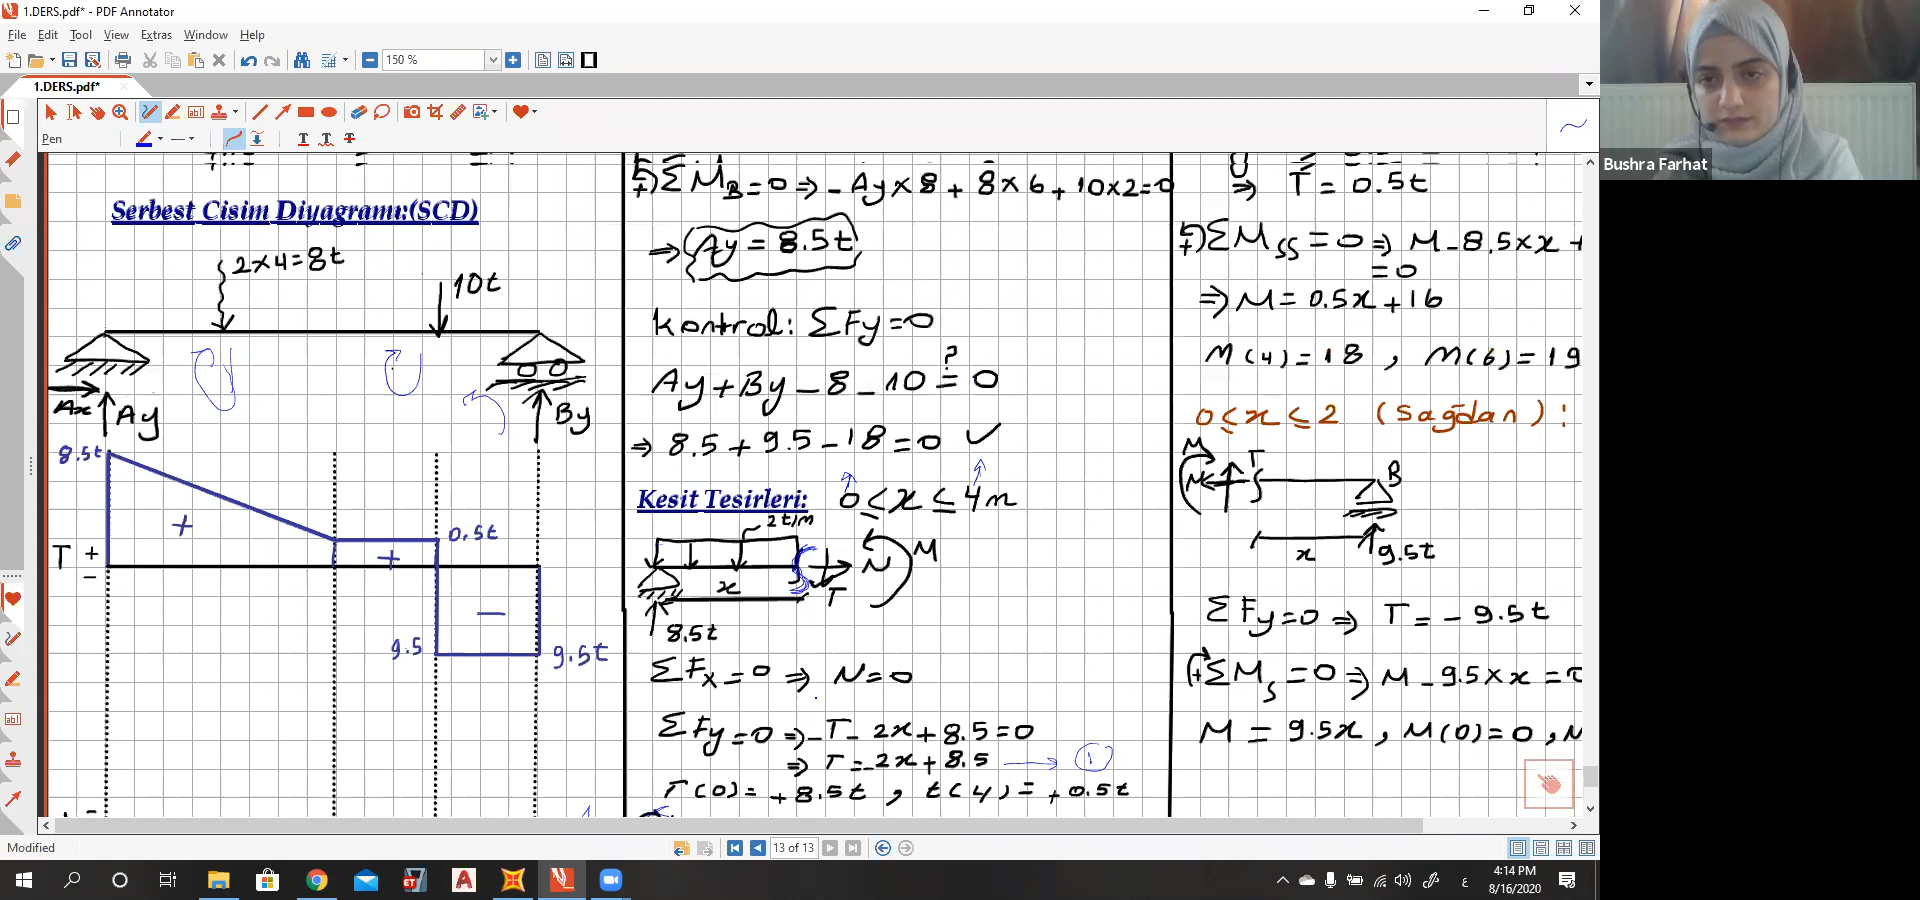 1.DERS.pdf* - PDF Annotator
File Edit Tool View Extras Window Help
150 %
1.DERS.pdf*
Pen
Serbest Cisim Diyagramı:(SCD)
2x4=8t
10t
Ax
Ay
By
8.5t
+
0.5t
T + -
+
-
9.5
9.5t
+) ΣM_B=0 ⇒ - Ay x 8 + 8x6 + 10x2=0
⇒ Ay = 8.5t
kontrol: ΣFy=0
Ay+By-8-10 ?= 0
⇒ 8.5+9.5-18=0 ✓
Kesit Tesirleri: 0 ≤ x ≤ 4m
2t/m
x
N
M
T
8.5t
ΣFx=0 ⇒ N=0
ΣFy=0 ⇒ -T-2x+8.5=0
⇒ T=-2x+8.5 → 1
T(0)= +8.5t , t(4)= +0.5t
⇒ T = 0.5t
+) ΣM_SS=0 ⇒ M-8.5xx+
=0
⇒ M= 0.5x+16
M(4)=18 , M(6)=19
0≤x≤2 (sağdan):
M
T
N
B
x
9.5t
ΣFy=0 ⇒ T=-9.5t
(+ΣM_S=0 ⇒ M-9.5xx=0
M = 9.5x , M(0)=0 , M
Modified
13 of 13
4:14 PM
8/16/2020
Bushra Farhat